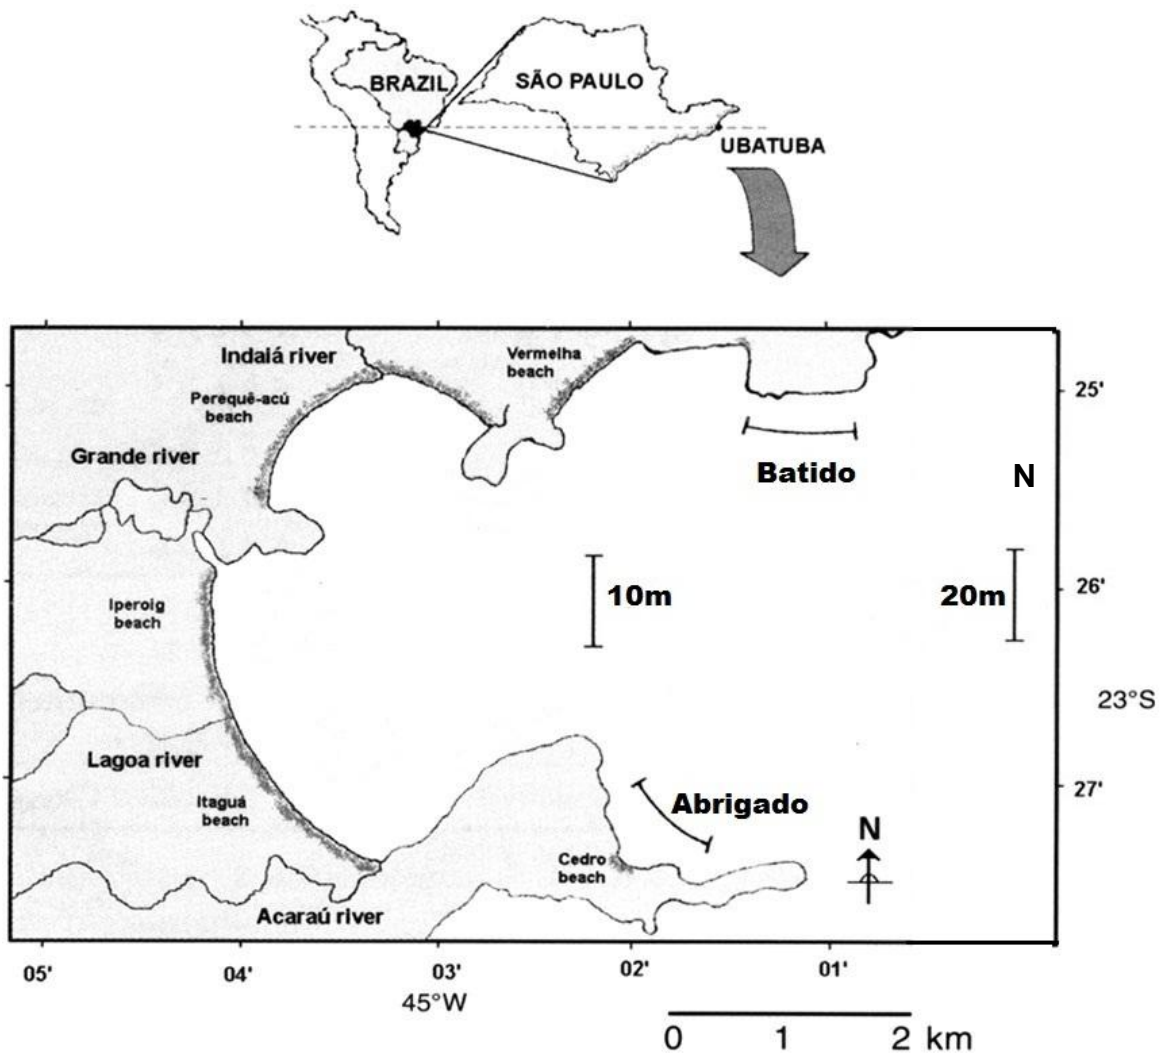 BRAZIL
SÃO PAULO
UBATUBA
Indaiá river
Vermelha
beach
Perequê-acú
beach
25'
Grande river
Batido
N
Iperoig
beach
10m
20m
26'
23°S
Lagoa river
Itaguá
beach
Abrigado
27'
N
Cedro
beach
Acaraú river
05'
04'
03'
02'
01'
45°W
0 1 2 km